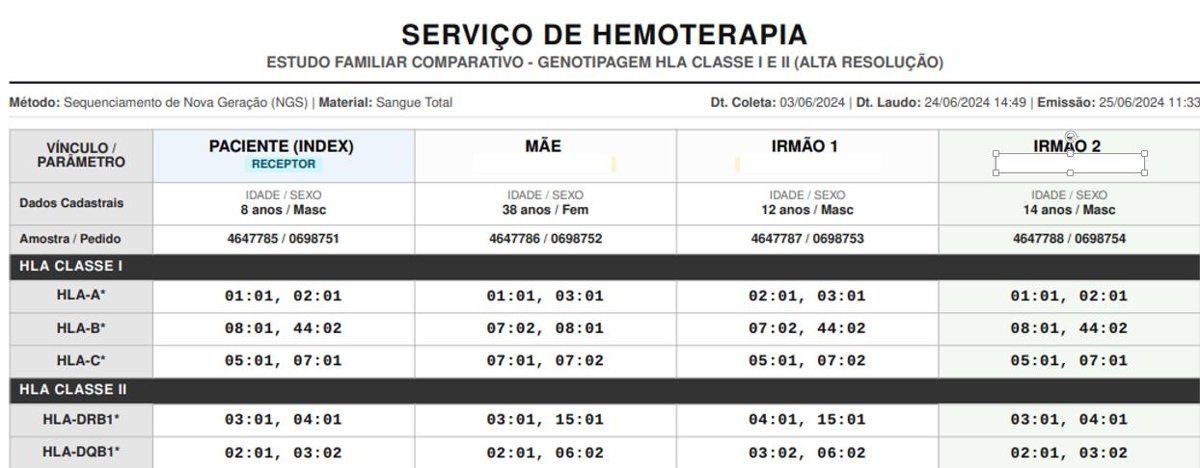 SERVIÇO DE HEMOTERAPIA
ESTUDO FAMILIAR COMPARATIVO - GENOTIPAGEM HLA CLASSE I E II (ALTA RESOLUÇÃO)
Método: Sequenciamento de Nova Geração (NGS) | Material: Sangue Total Dt. Coleta: 03/06/2024 | Dt. Laudo: 24/06/2024 14:49 | Emissão: 25/06/2024 11:33
VÍNCULO / PARÂMETRO PACIENTE (INDEX) RECEPTOR MÃE IRMÃO 1 IRMÃO 2
Dados Cadastrais IDADE / SEXO 8 anos / Masc IDADE / SEXO 38 anos / Fem IDADE / SEXO 12 anos / Masc IDADE / SEXO 14 anos / Masc
Amostra / Pedido 4647785 / 0698751 4647786 / 0698752 4647787 / 0698753 4647788 / 0698754
HLA CLASSE I
HLA-A* 01:01, 02:01 01:01, 03:01 02:01, 03:01 01:01, 02:01
HLA-B* 08:01, 44:02 07:02, 08:01 07:02, 44:02 08:01, 44:02
HLA-C* 05:01, 07:01 07:01, 07:02 05:01, 07:02 05:01, 07:01
HLA CLASSE II
HLA-DRB1* 03:01, 04:01 03:01, 15:01 04:01, 15:01 03:01, 04:01
HLA-DQB1* 02:01, 03:02 02:01, 06:02 03:02, 06:02 02:01, 03:02